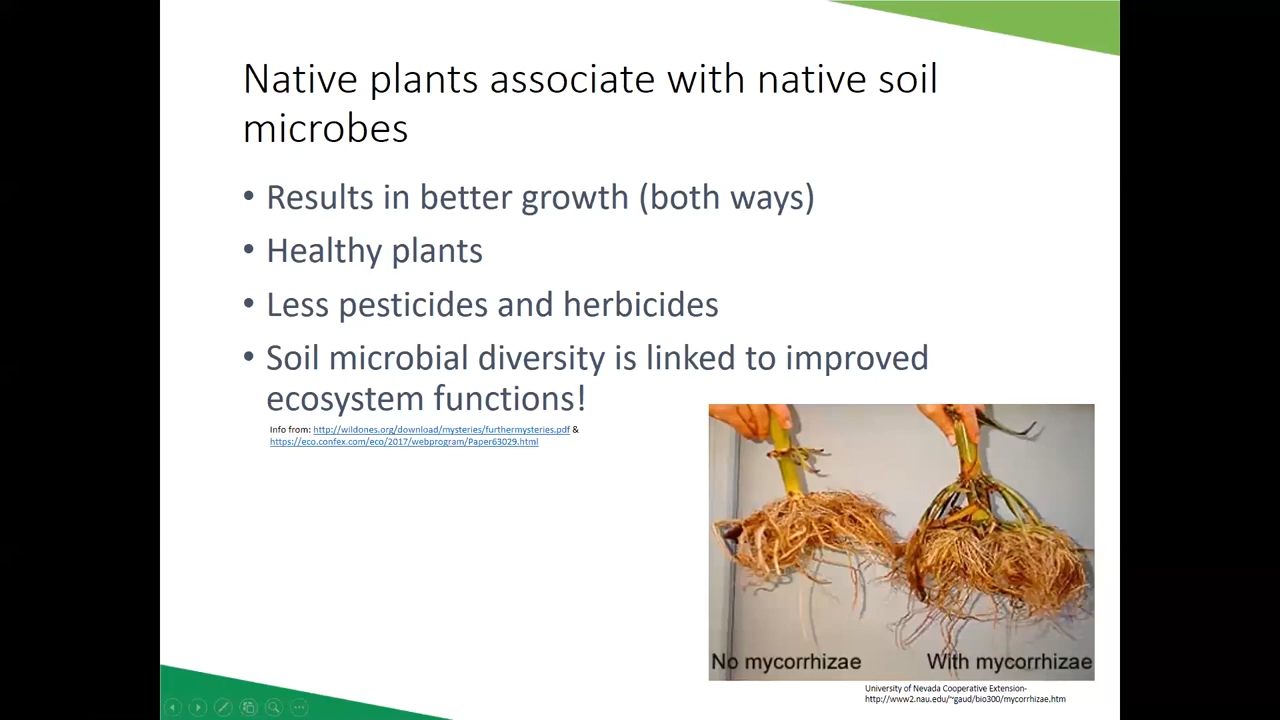 Native plants associate with native soil
microbes
• Results in better growth (both ways)
• Healthy plants
• Less pesticides and herbicides
• Soil microbial diversity is linked to improved
ecosystem functions!
Info from: http://wildones.org/download/mysteries/furthermysteries.pdf &
https://eco.confex.com/eco/2017/webprogram/Paper63029.html
No mycorrhizae
With mycorrhizae
University of Nevada Cooperative Extension-
http://www2.nau.edu/~gaud/bio300/mycorrhizae.htm